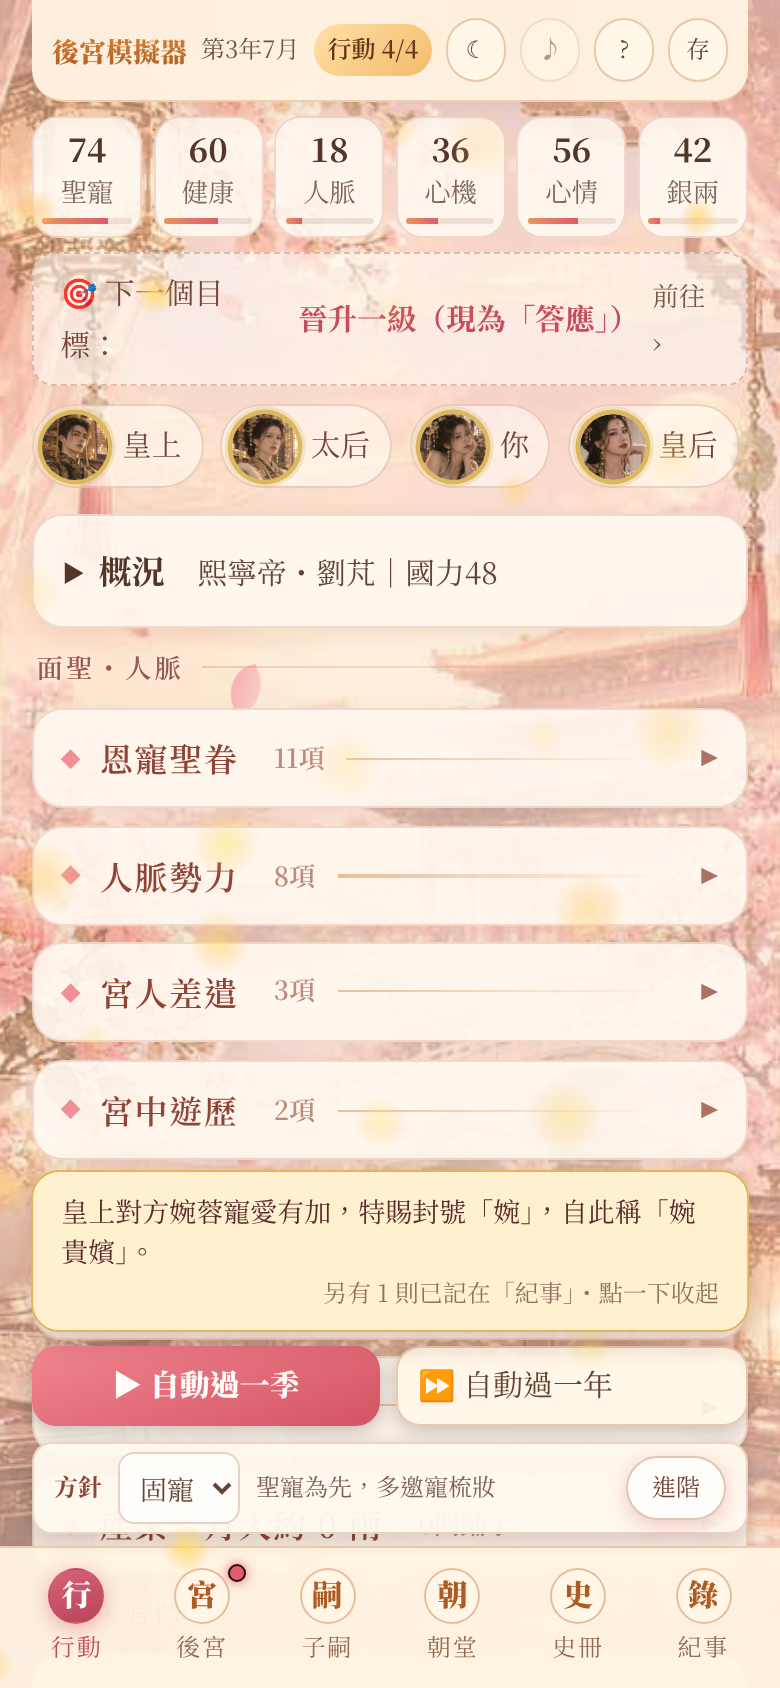 後宮模擬器 第3年7月 行動 4/4 ☾ ♪ ? 存
74 60 18 36 56 42
聖寵 健康 人脈 心機 心情 銀兩
🎯 下一個目標： 晉升一級（現為「答應」） 前往 ›
皇上 太后 你 皇后
▶ 概況 熙寧帝・劉芃｜國力48
面聖・人脈
◆ 恩寵聖眷 11項 ▶
◆ 人脈勢力 8項 ▶
◆ 宮人差遣 3項 ▶
◆ 宮中遊歷 2項 ▶
皇上對方婉蓉寵愛有加，特賜封號「婉」，自此稱「婉
貴嬪」。
另有 1 則已記在「紀事」・點一下收起
▶ 自動過一季 ⏩ 自動過一年
方針 固寵 聖寵為先，多邀寵梳妝 進階
行 宮 嗣 朝 史 錄
行動 後宮 子嗣 朝堂 史冊 紀事